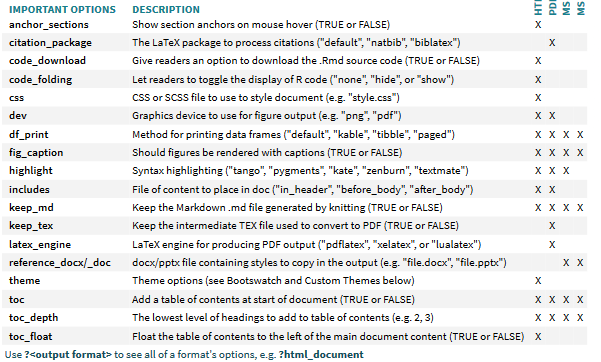 IMPORTANT OPTIONS DESCRIPTION HT PDF MS MS
anchor_sections Show section anchors on mouse hover (TRUE or FALSE) X
citation_package The LaTeX package to process citations ("default", "natbib", "biblatex") X
code_download Give readers an option to download the .Rmd source code (TRUE or FALSE) X
code_folding Let readers to toggle the display of R code ("none", "hide", or "show") X
css CSS or SCSS file to use to style document (e.g. "style.css") X
dev Graphics device to use for figure output (e.g. "png", "pdf") X X
df_print Method for printing data frames ("default", "kable", "tibble", "paged") X X X X
fig_caption Should figures be rendered with captions (TRUE or FALSE) X X X X
highlight Syntax highlighting ("tango", "pygments", "kate", "zenburn", "textmate") X X X
includes File of content to place in doc ("in_header", "before_body", "after_body") X X
keep_md Keep the Markdown .md file generated by knitting (TRUE or FALSE) X X X X
keep_tex Keep the intermediate TEX file used to convert to PDF (TRUE or FALSE) X
latex_engine LaTeX engine for producing PDF output ("pdflatex", "xelatex", or "lualatex") X
reference_docx/_doc docx/pptx file containing styles to copy in the output (e.g. "file.docx", "file.pptx") X X
theme Theme options (see Bootswatch and Custom Themes below) X
toc Add a table of contents at start of document (TRUE or FALSE) X X X X
toc_depth The lowest level of headings to add to table of contents (e.g. 2, 3) X X X X
toc_float Float the table of contents to the left of the main document content (TRUE or FALSE) X
Use ?<output format> to see all of a format's options, e.g. ?html_document